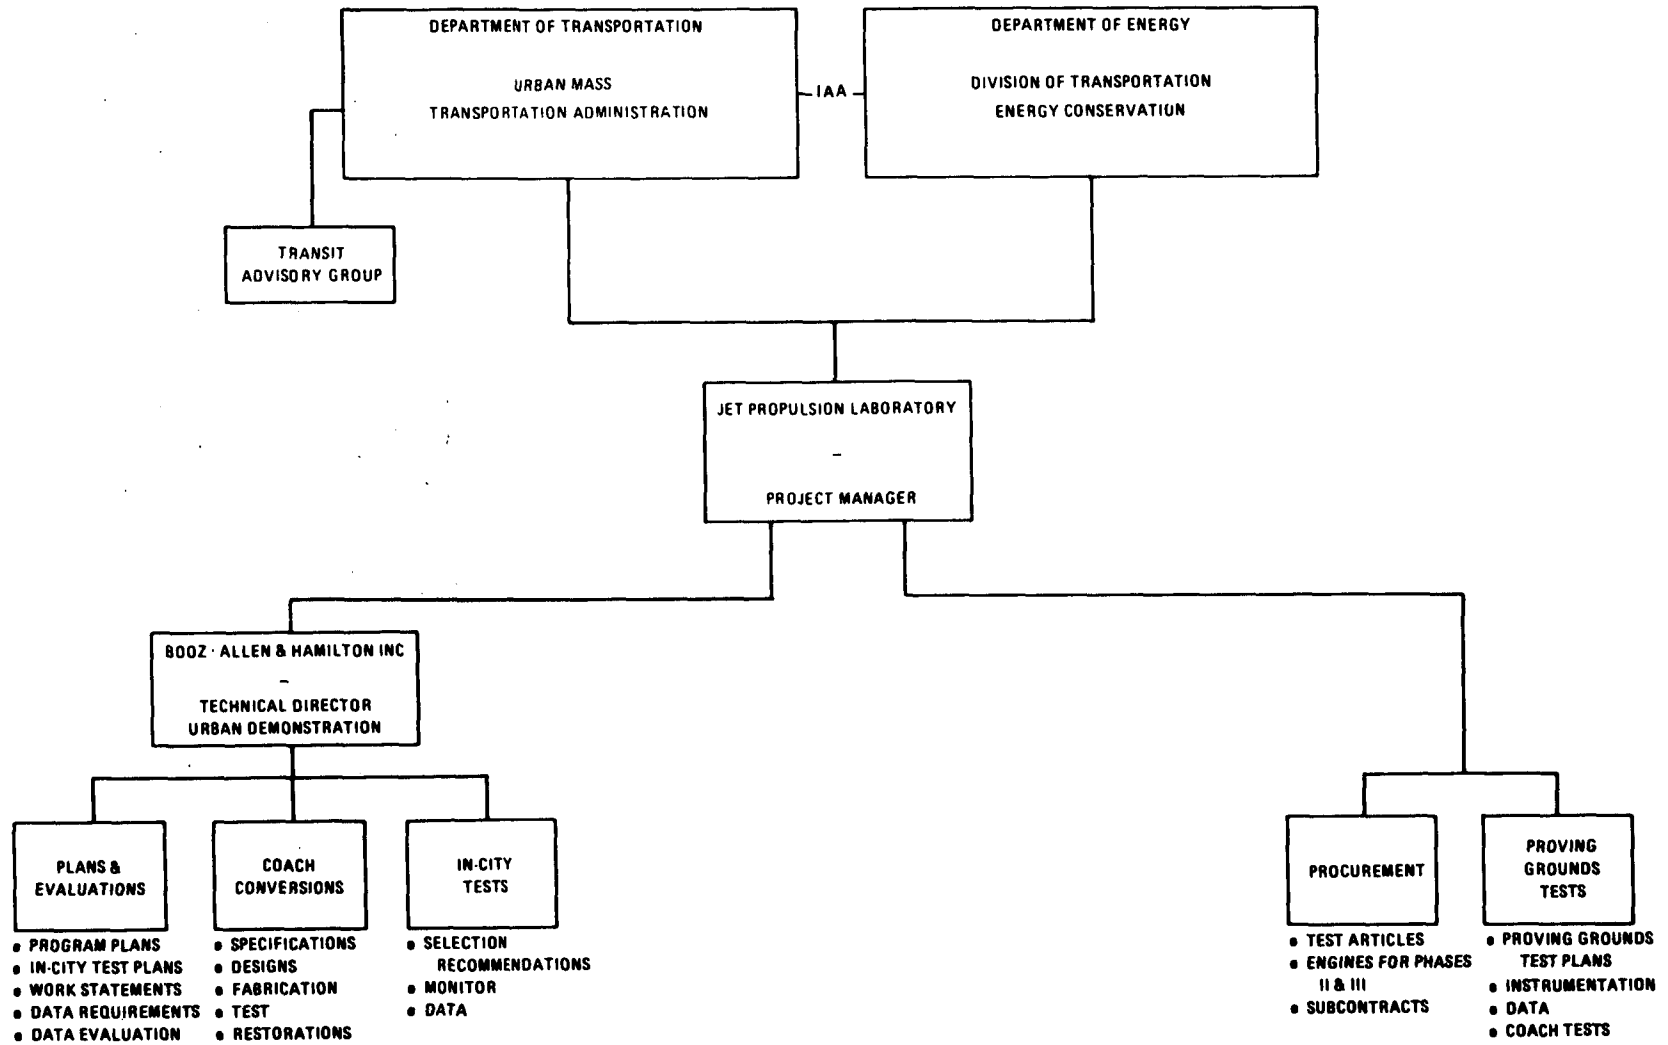 DEPARTMENT OF TRANSPORTATION
URBAN MASS
TRANSPORTATION ADMINISTRATION
IAA
DEPARTMENT OF ENERGY
DIVISION OF TRANSPORTATION
ENERGY CONSERVATION
TRANSIT
ADVISORY GROUP
JET PROPULSION LABORATORY
–
PROJECT MANAGER
BOOZ · ALLEN & HAMILTON INC
–
TECHNICAL DIRECTOR
URBAN DEMONSTRATION
PLANS &
EVALUATIONS
• PROGRAM PLANS
• IN-CITY TEST PLANS
• WORK STATEMENTS
• DATA REQUIREMENTS
• DATA EVALUATION
COACH
CONVERSIONS
• SPECIFICATIONS
• DESIGNS
• FABRICATION
• TEST
• RESTORATIONS
IN-CITY
TESTS
• SELECTION
RECOMMENDATIONS
• MONITOR
• DATA
PROCUREMENT
• TEST ARTICLES
• ENGINES FOR PHASES
II & III
• SUBCONTRACTS
PROVING
GROUNDS
TESTS
• PROVING GROUNDS
TEST PLANS
• INSTRUMENTATION
• DATA
• COACH TESTS